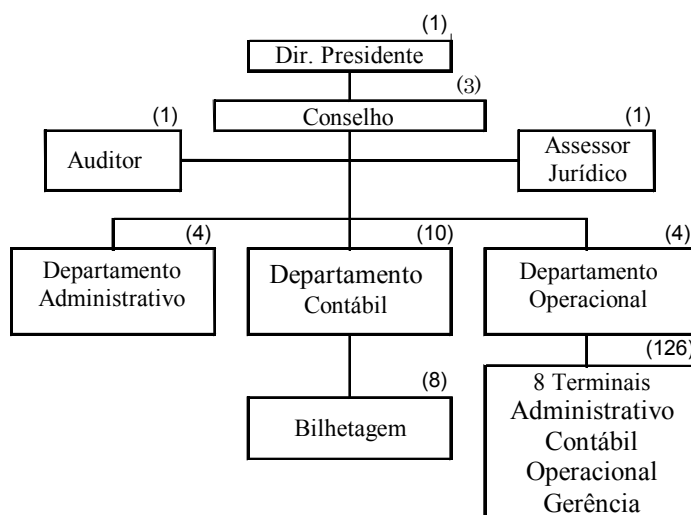 (1)
Dir. Presidente
(3)
Conselho
(1)
Auditor
(1)
Assessor
Jurídico
(4)
Departamento
Administrativo
(10)
Departamento
Contábil
(4)
Departamento
Operacional
(8)
Bilhetagem
(126)
8 Terminais
Administrativo
Contábil
Operacional
Gerência